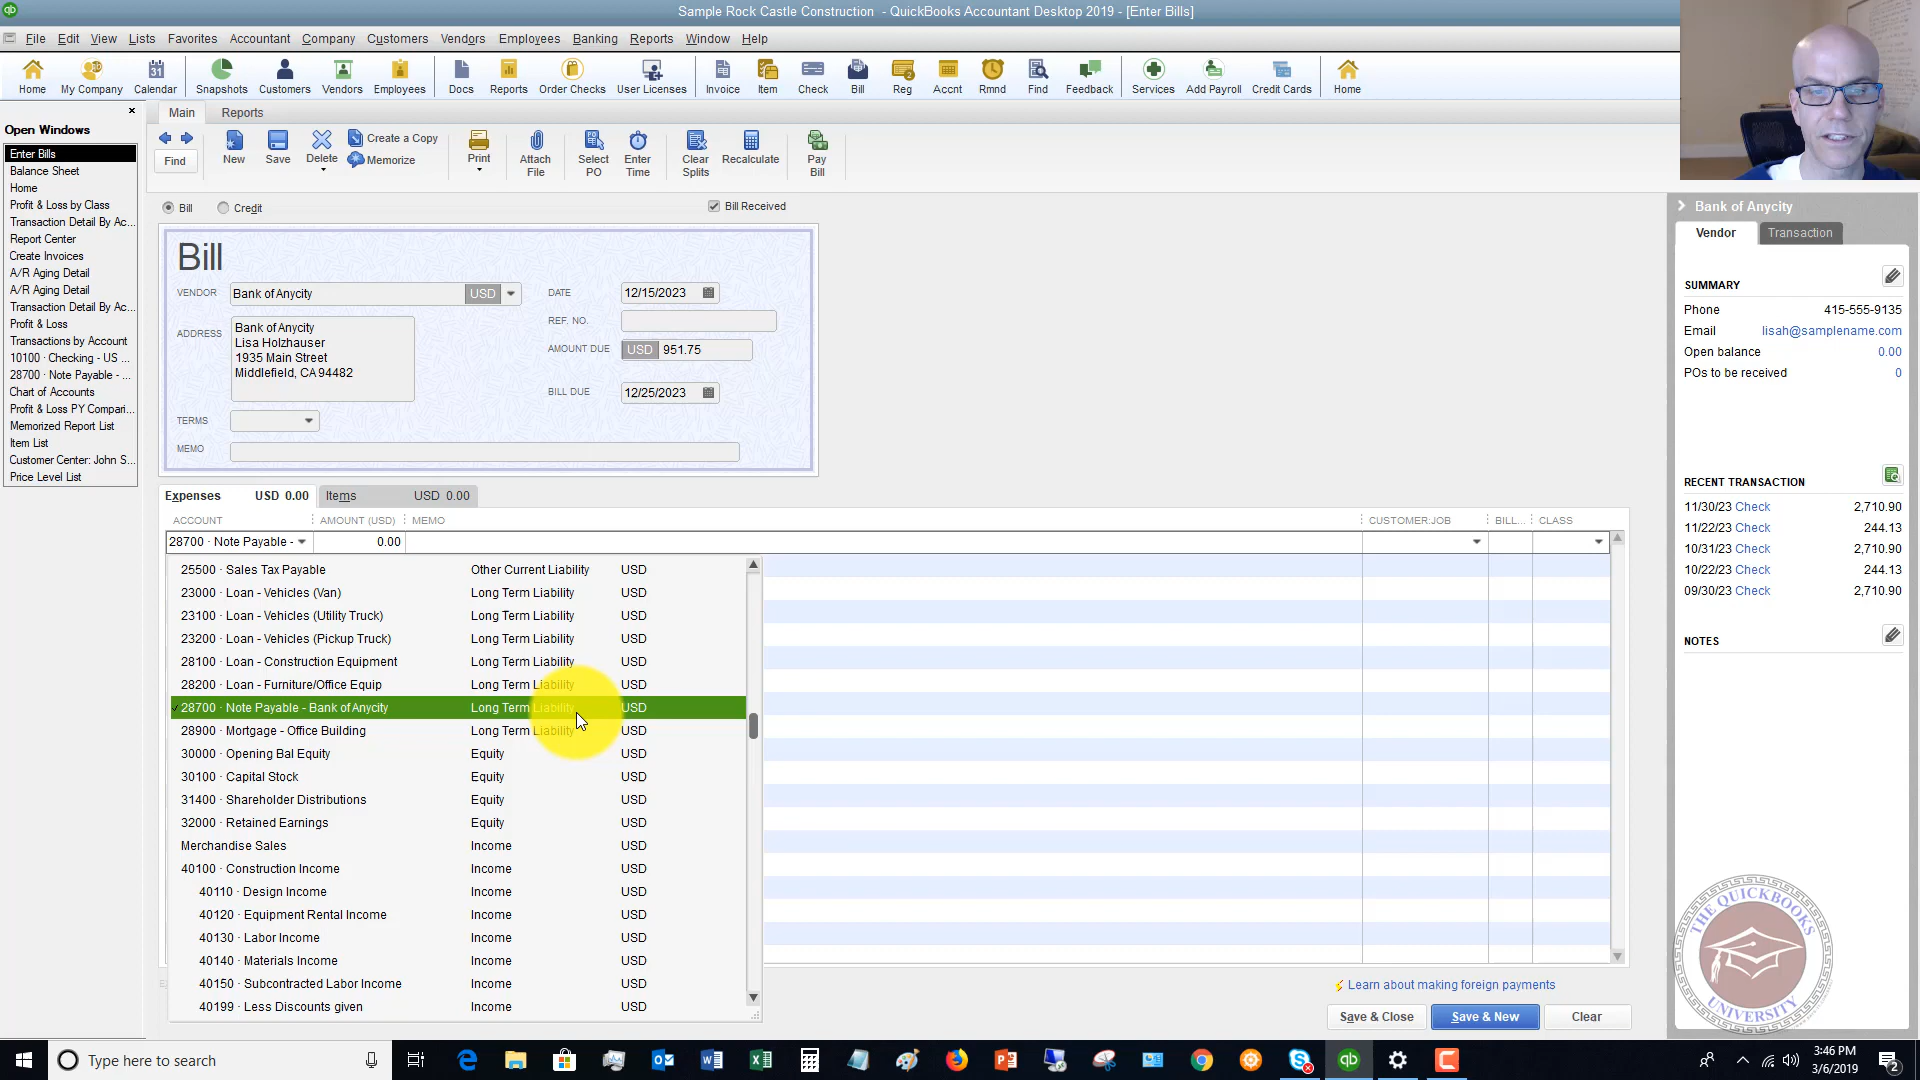 Sample Rock Castle Construction - QuickBooks Accountant Desktop 2019 - [Enter Bills]
File Edit View Lists Favorites Accountant Company Customers Vendors Employees Banking Reports Window Help
Home My Company Calendar Snapshots Customers Vendors Employees Docs Reports Order Checks User Licenses Invoice Item Check Bill Reg Accnt Rmnd Find Feedback Services Add Payroll Credit Cards Home
Open Windows
Enter Bills
Balance Sheet
Home
Profit & Loss by Class
Transaction Detail By Ac...
Report Center
Create Invoices
A/R Aging Detail
A/R Aging Detail
Transaction Detail By Ac...
Profit & Loss
Transactions by Account
10100 · Checking - US ...
28700 · Note Payable - ...
Chart of Accounts
Profit & Loss PY Compari...
Memorized Report List
Item List
Customer Center: John S...
Price Level List
Main Reports
Find New Save Delete Create a Copy
Memorize
Print Attach File Select PO Enter Time Clear Splits Recalculate Pay Bill
Bill Credit Bill Received
Bill
VENDOR Bank of Anycity USD
DATE 12/15/2023
REF. NO.
ADDRESS Bank of Anycity
Lisa Holzhauser
1935 Main Street
Middlefield, CA 94482
AMOUNT DUE USD 951.75
BILL DUE 12/25/2023
TERMS
MEMO
Expenses USD 0.00 Items USD 0.00
ACCOUNT AMOUNT (USD) MEMO CUSTOMER:JOB BILL... CLASS
28700 · Note Payable - 0.00
25500 · Sales Tax Payable Other Current Liability USD
23000 · Loan - Vehicles (Van) Long Term Liability USD
23100 · Loan - Vehicles (Utility Truck) Long Term Liability USD
23200 · Loan - Vehicles (Pickup Truck) Long Term Liability USD
28100 · Loan - Construction Equipment Long Term Liability USD
28200 · Loan - Furniture/Office Equip Long Term Liability USD
28700 · Note Payable - Bank of Anycity Long Term Liability USD
28900 · Mortgage - Office Building Long Term Liability USD
30000 · Opening Bal Equity Equity USD
30100 · Capital Stock Equity USD
31400 · Shareholder Distributions Equity USD
32000 · Retained Earnings Equity USD
Merchandise Sales Income USD
40100 · Construction Income Income USD
40110 · Design Income Income USD
40120 · Equipment Rental Income Income USD
40130 · Labor Income Income USD
40140 · Materials Income Income USD
40150 · Subcontracted Labor Income Income USD
40199 · Less Discounts given Income USD
Learn about making foreign payments
Save & Close Save & New Clear
Bank of Anycity
Vendor Transaction
SUMMARY
Phone 415-555-9135
Email lisah@samplename.com
Open balance 0.00
POs to be received 0
RECENT TRANSACTION
11/30/23 Check 2,710.90
11/22/23 Check 244.13
10/31/23 Check 2,710.90
10/22/23 Check 244.13
09/30/23 Check 2,710.90
NOTES
THE QUICKBOOKS
UNIVERSITY
Type here to search
3:46 PM
3/6/2019
2